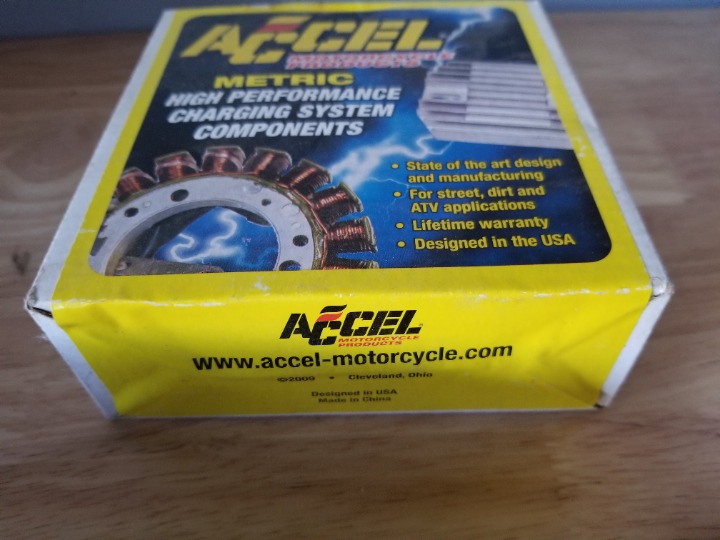 ACCEL
MOTORCYCLE
PRODUCTS
METRIC
HIGH PERFORMANCE
CHARGING SYSTEM
COMPONENTS
• State of the art design
and manufacturing
• For street, dirt and
ATV applications
• Lifetime warranty
• Designed in the USA
ACCEL
MOTORCYCLE
PRODUCTS
www.accel-motorcycle.com
©2009 • Cleveland, Ohio
Designed in USA
Made in China